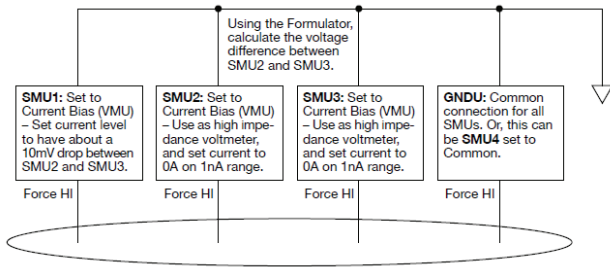 Using the Formulator,
calculate the voltage
difference between
SMU2 and SMU3.
SMU1: Set to
Current Bias (VMU)
– Set current level
to have about a
10mV drop between
SMU2 and SMU3.
SMU2: Set to
Current Bias (VMU)
– Use as high impe-
dance voltmeter,
and set current to
0A on 1nA range.
SMU3: Set to
Current Bias (VMU)
– Use as high impe-
dance voltmeter,
and set current to
0A on 1nA range.
GNDU: Common
connection for all
SMUs. Or, this can
be SMU4 set to
Common.
Force HI
Force HI
Force HI
Force HI